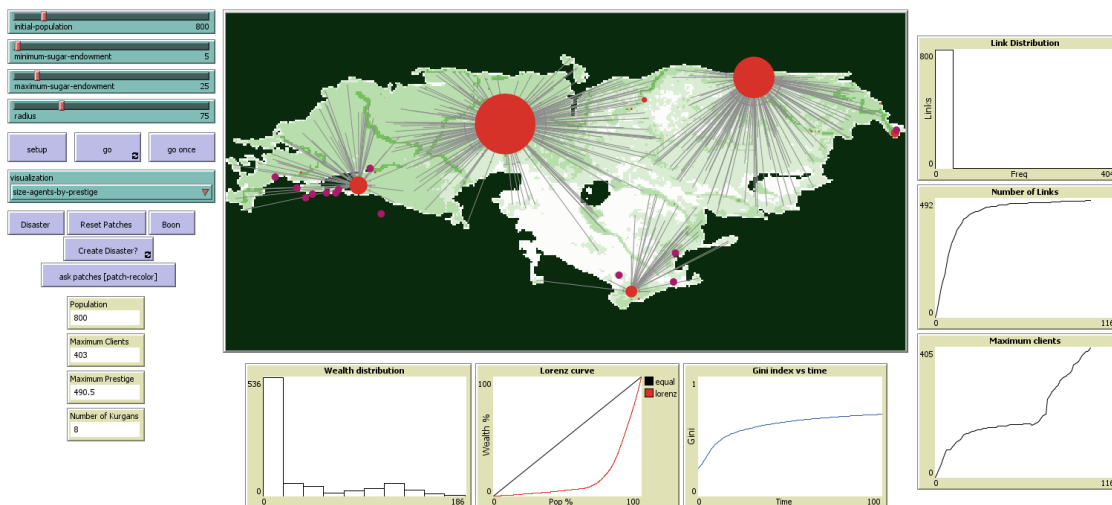 initial-population 800
minimum-sugar-endowment 5
maximum-sugar-endowment 25
radius 75
setup
go
go once
visualization
size-agents-by-prestige
Disaster
Reset Patches
Boon
Create Disaster?
ask patches [patch-recolor]
Population
800
Maximum Clients
403
Maximum Prestige
490.5
Number of Kurgans
8
Wealth distribution
536
0
0 186
Lorenz curve
100
Wealth %
0
0 Pop % 100
equal
lorenz
Gini index vs time
1
Gini
0
0 Time 100
Link Distribution
800
Links
0
0 Freq 404
Number of Links
492
0
0 116
Maximum clients
405
0
0 116